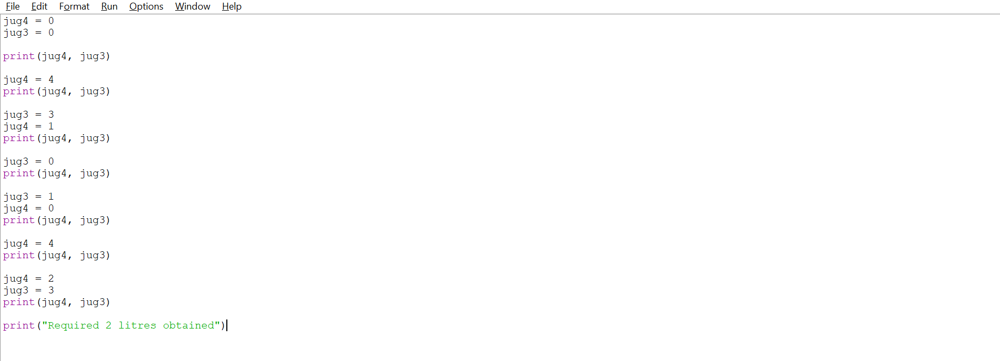 File Edit Format Run Options Window Help
jug4 = 0
jug3 = 0
print(jug4, jug3)
jug4 = 4
print(jug4, jug3)
jug3 = 3
jug4 = 1
print(jug4, jug3)
jug3 = 0
print(jug4, jug3)
jug3 = 1
jug4 = 0
print(jug4, jug3)
jug4 = 4
print(jug4, jug3)
jug4 = 2
jug3 = 3
print(jug4, jug3)
print("Required 2 litres obtained")